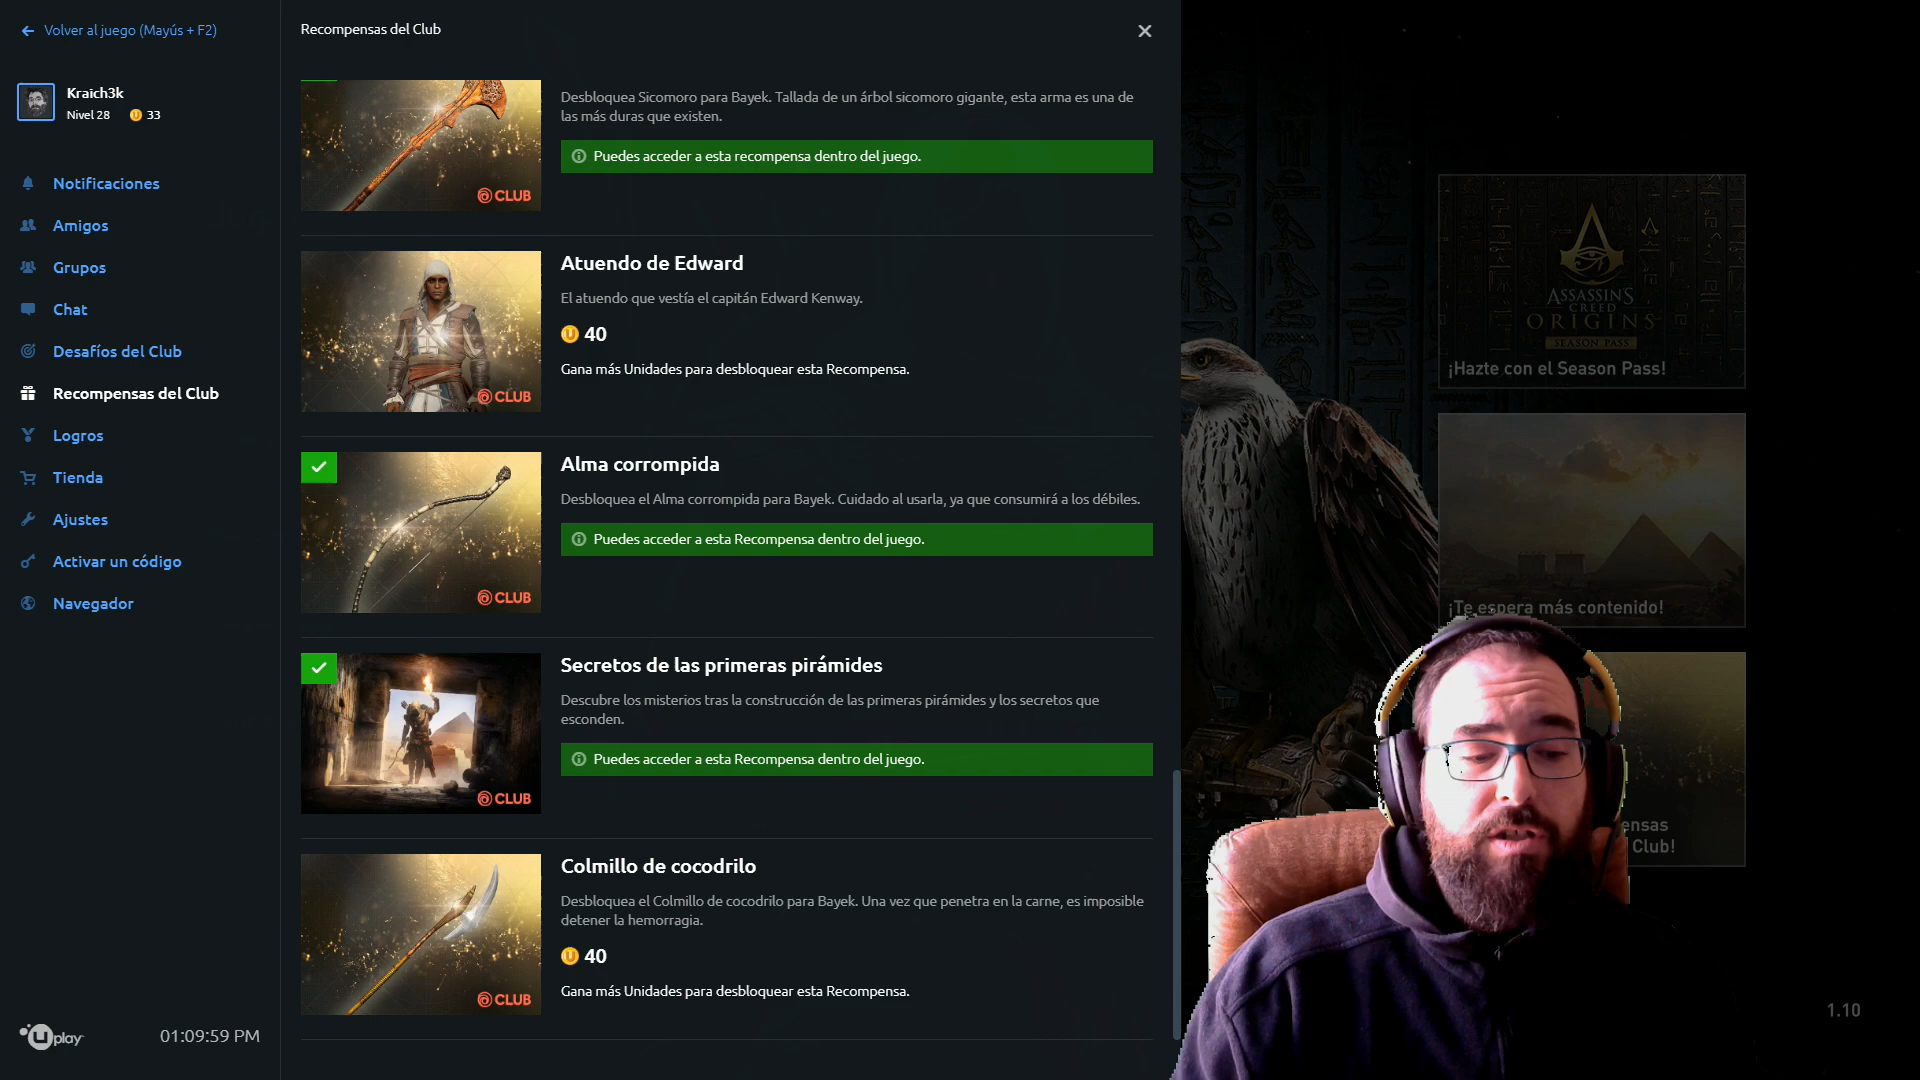 Volver al juego (Mayús + F2)
Kraich3k
Nivel 28
33
Notificaciones
Amigos
Grupos
Chat
Desafíos del Club
Recompensas del Club
Logros
Tienda
Ajustes
Activar un código
Navegador
uplay
01:09:59 PM
Recompensas del Club
Desbloquea Sicomoro para Bayek. Tallada de un árbol sicomoro gigante, esta arma es una de
las más duras que existen.
Puedes acceder a esta recompensa dentro del juego.
CLUB
Atuendo de Edward
El atuendo que vestía el capitán Edward Kenway.
40
Gana más Unidades para desbloquear esta Recompensa.
CLUB
Alma corrompida
Desbloquea el Alma corrompida para Bayek. Cuidado al usarla, ya que consumirá a los débiles.
Puedes acceder a esta Recompensa dentro del juego.
CLUB
Secretos de las primeras pirámides
Descubre los misterios tras la construcción de las primeras pirámides y los secretos que
esconden.
Puedes acceder a esta Recompensa dentro del juego.
CLUB
Colmillo de cocodrilo
Desbloquea el Colmillo de cocodrilo para Bayek. Una vez que penetra en la carne, es imposible
detener la hemorragia.
40
Gana más Unidades para desbloquear esta Recompensa.
CLUB
ASSASSIN'S
CREED
ORIGINS
SEASON PASS
¡Hazte con el Season Pass!
¡Te espera más contenido!
ensas
Club!
1.10